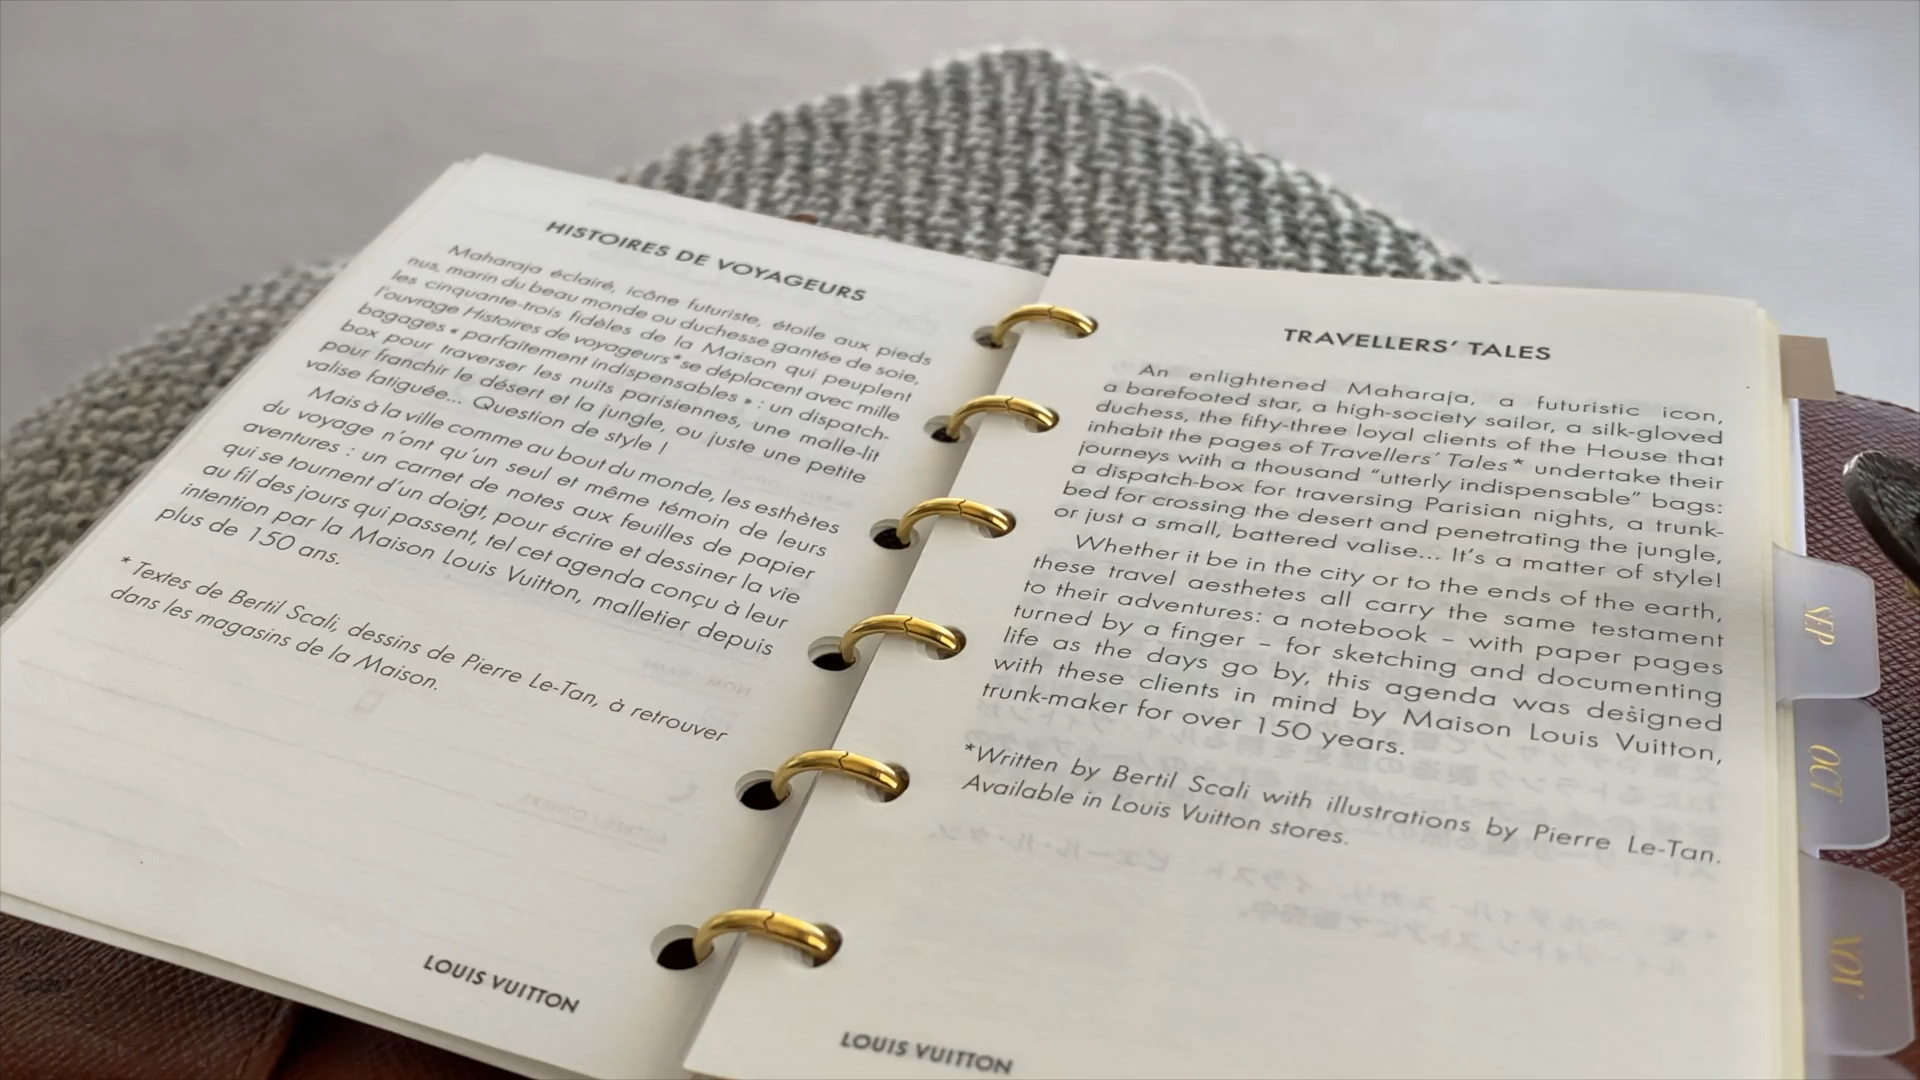 HISTOIRES DE VOYAGEURS
Maharaja éclairé, icône futuriste, étoile aux pieds
nus, marin du beau monde ou duchesse gantée de soie,
les cinquante-trois fidèles de la Maison qui peuplent
l'ouvrage Histoires de voyageurs* se déplacent avec mille
bagages « parfaitement indispensables » : un dispatch-
box pour traverser les nuits parisiennes, une malle-lit
pour franchir le désert et la jungle, ou juste une petite
valise fatiguée... Question de style !
Mais à la ville comme au bout du monde, les esthètes
du voyage n'ont qu'un seul et même témoin de leurs
aventures : un carnet de notes aux feuilles de papier
qui se tournent d'un doigt, pour écrire et dessiner la vie
au fil des jours qui passent, tel cet agenda conçu à leur
intention par la Maison Louis Vuitton, malletier depuis
plus de 150 ans.
* Textes de Bertil Scali, dessins de Pierre Le-Tan, à retrouver
dans les magasins de la Maison.
LOUIS VUITTON
TRAVELLERS' TALES
An enlightened Maharaja, a futuristic icon,
a barefooted star, a high-society sailor, a silk-gloved
duchess, the fifty-three loyal clients of the House that
inhabit the pages of Travellers' Tales* undertake their
journeys with a thousand "utterly indispensable" bags:
a dispatch-box for traversing Parisian nights, a trunk-
bed for crossing the desert and penetrating the jungle,
or just a small, battered valise... It's a matter of style!
Whether it be in the city or to the ends of the earth,
these travel aesthetes all carry the same testament
to their adventures: a notebook – with paper pages
turned by a finger – for sketching and documenting
life as the days go by, this agenda was designed
with these clients in mind by Maison Louis Vuitton,
trunk-maker for over 150 years.
*Written by Bertil Scali with illustrations by Pierre Le-Tan.
Available in Louis Vuitton stores.
LOUIS VUITTON
SEP
OCT
NOV